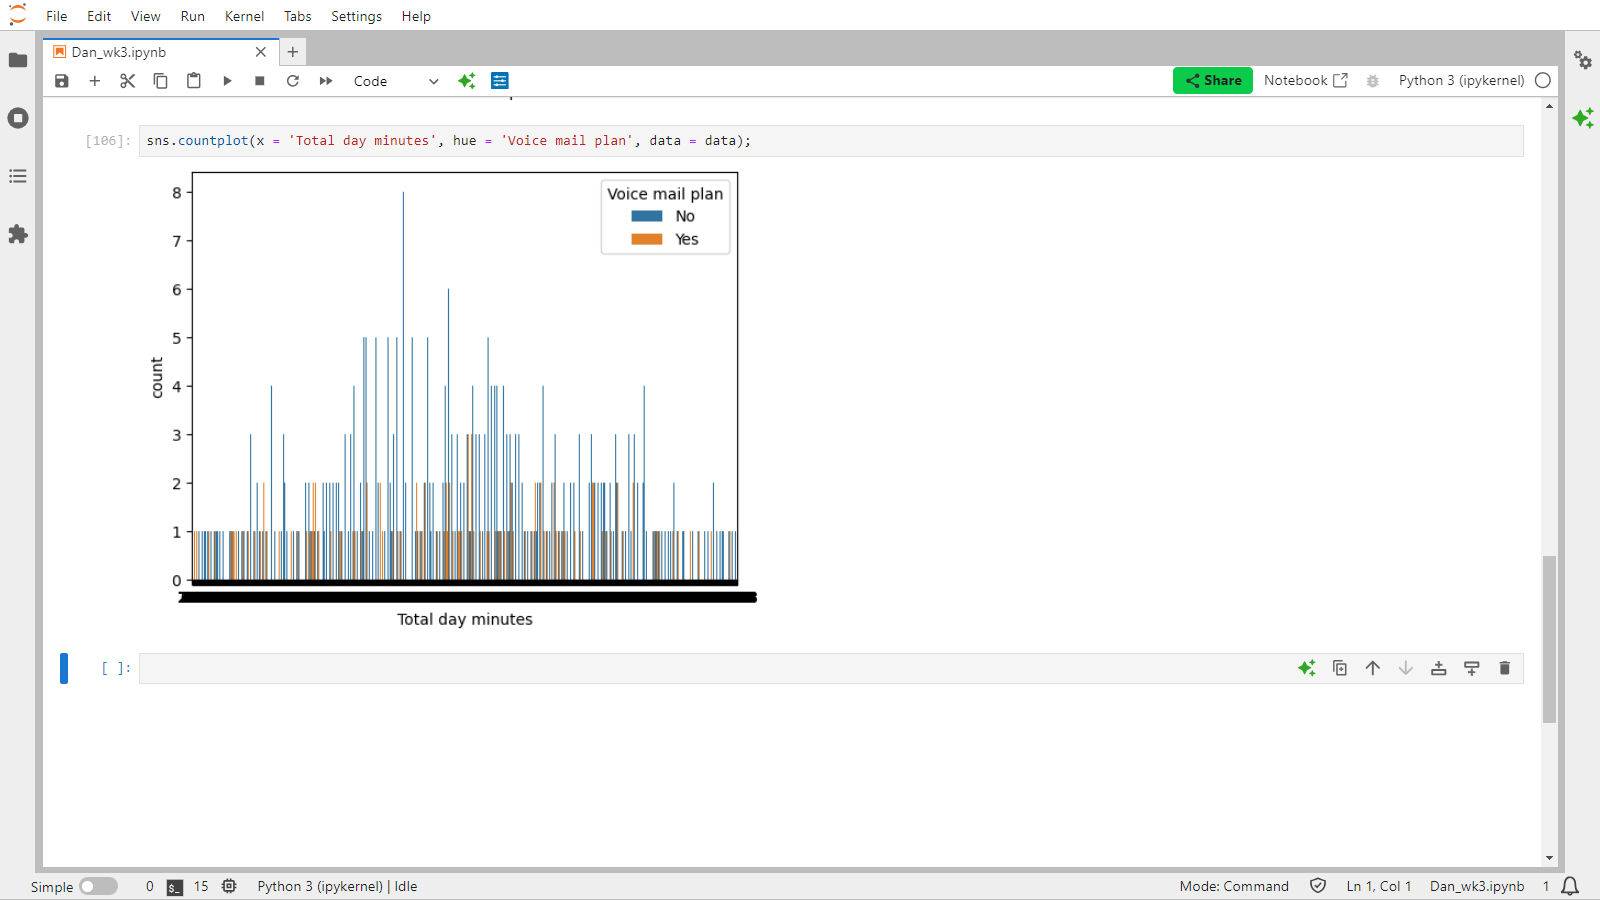 File Edit View Run Kernel Tabs Settings Help
Dan_wk3.ipynb
Code
Share
Notebook
Python 3 (ipykernel)
[106]:
sns.countplot(x = 'Total day minutes', hue = 'Voice mail plan', data = data);
Voice mail plan
No
Yes
8
7
6
5
4
3
2
1
0
count
Total day minutes
[ ]:
Simple 0 $_ 15 Python 3 (ipykernel) | Idle Mode: Command Ln 1, Col 1 Dan_wk3.ipynb 1